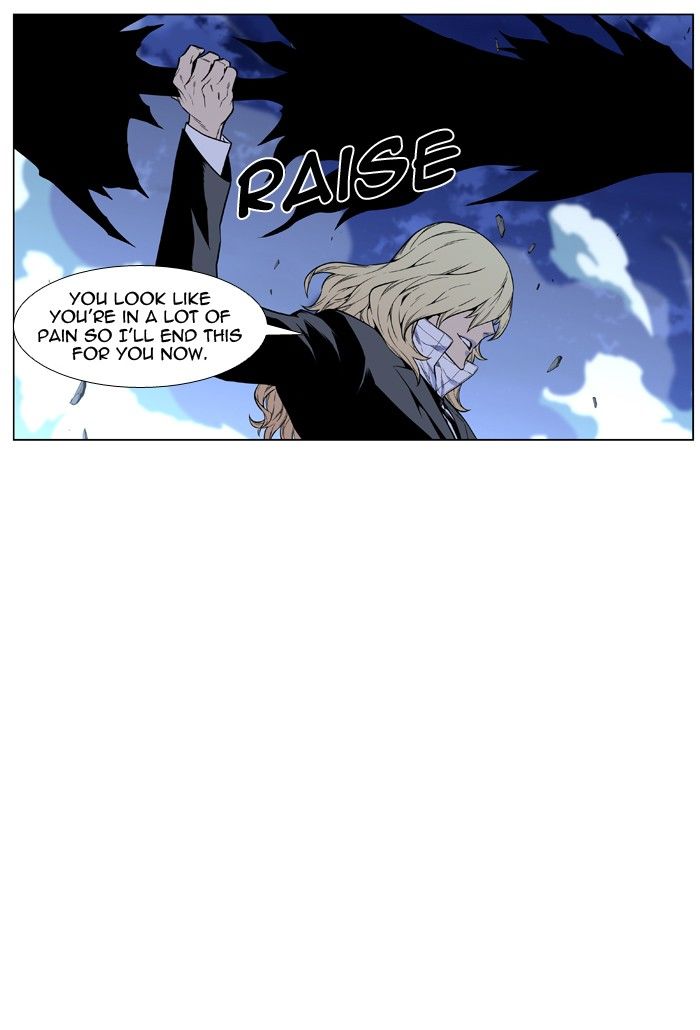 RAISE
YOU LOOK LIKE
YOU'RE IN A LOT OF
PAIN SO I'LL END THIS
FOR YOU NOW.